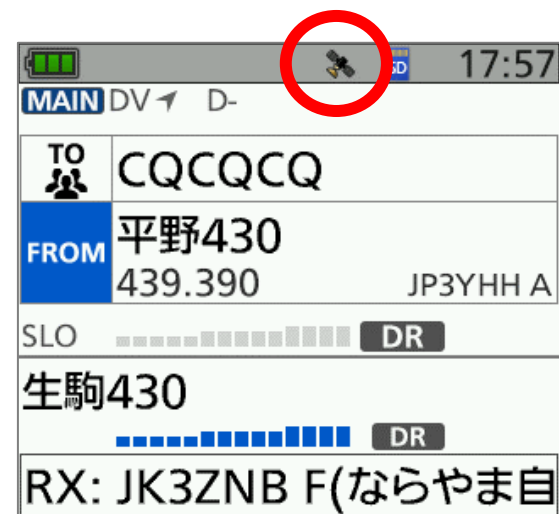 SD 17:57
MAIN DV D-
TO CQCQCQ
FROM 平野430
439.390 JP3YHH A
SLO DR
生駒430
DR
RX: JK3ZNB F(ならやま自